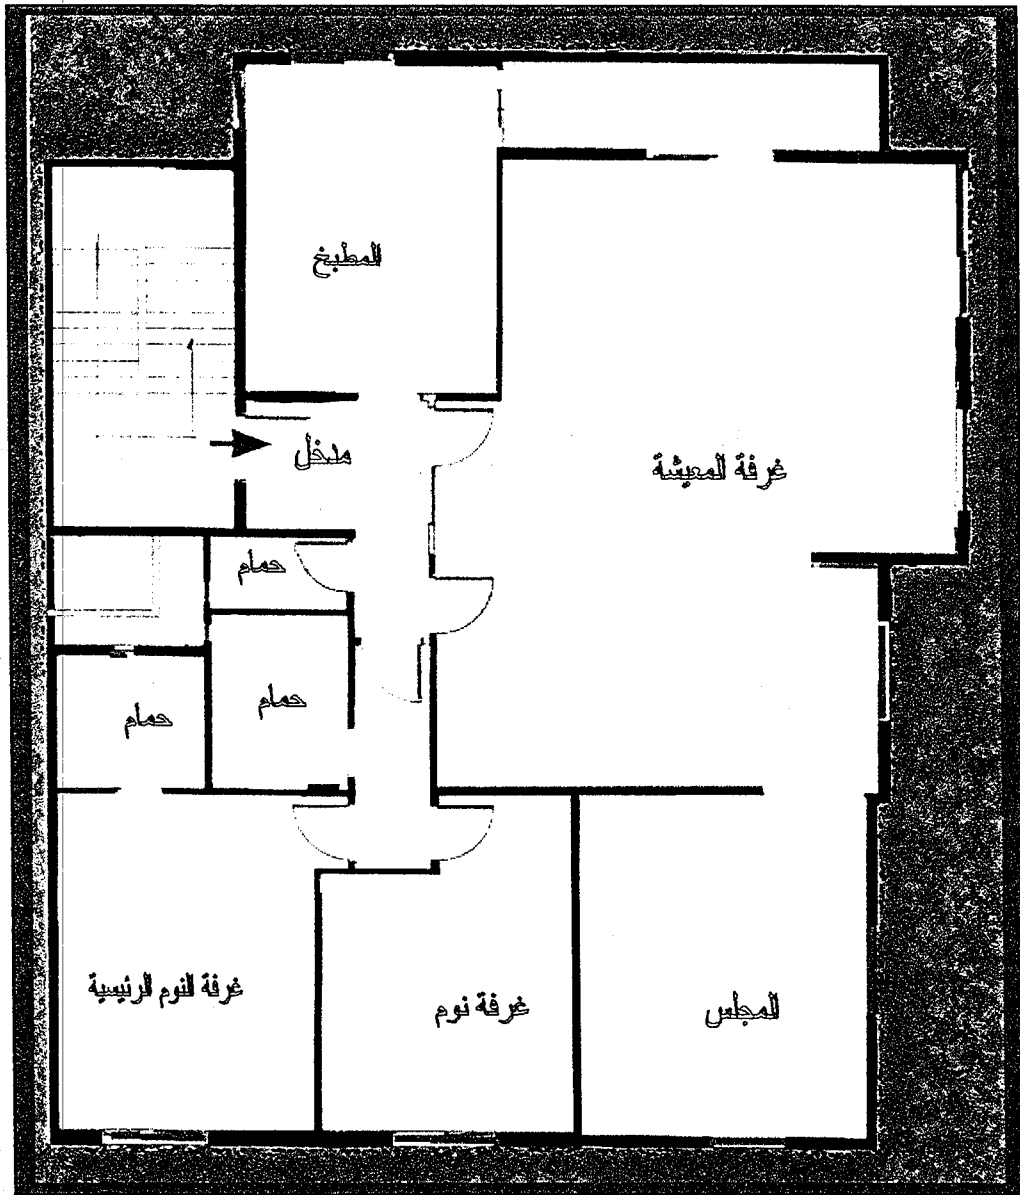 المطبخ
مدخل
غرفة المعيشة
حمام
حمام
حمام
غرفة النوم الرئيسية
غرفة نوم
المجلس